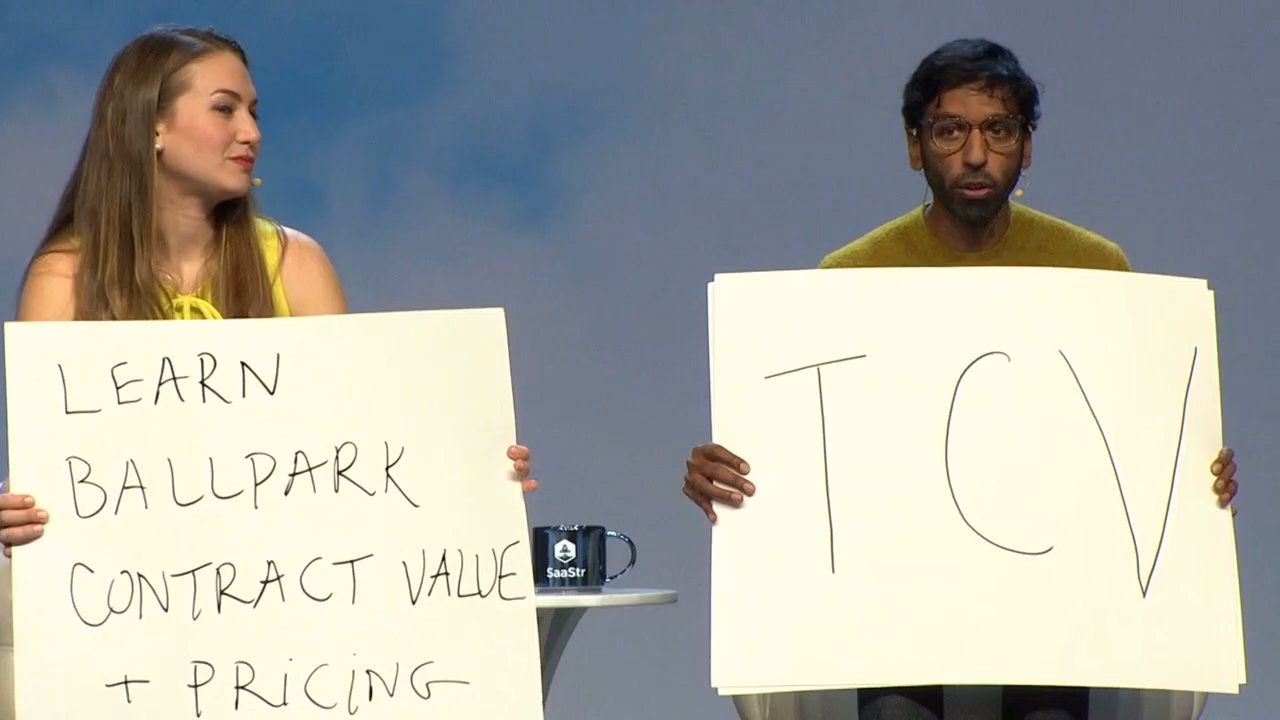 LEARN
BALLPARK
CONTRACT VALUE
+ PRICING
TCV
SaaStr